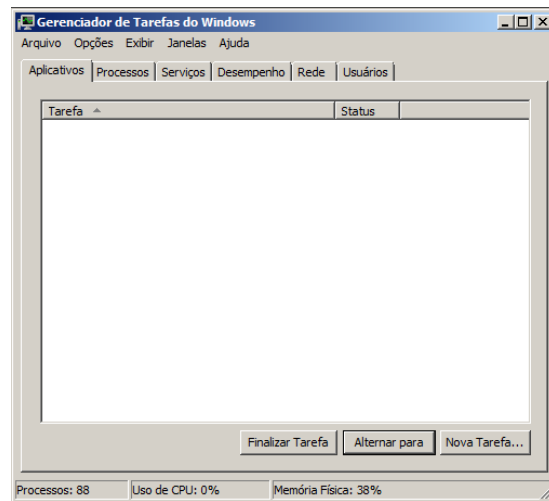 Gerenciador de Tarefas do Windows
Arquivo Opções Exibir Janelas Ajuda
Aplicativos Processos Serviços Desempenho Rede Usuários
Tarefa Status
Finalizar Tarefa Alternar para Nova Tarefa...
Processos: 88 Uso de CPU: 0% Memória Física: 38%